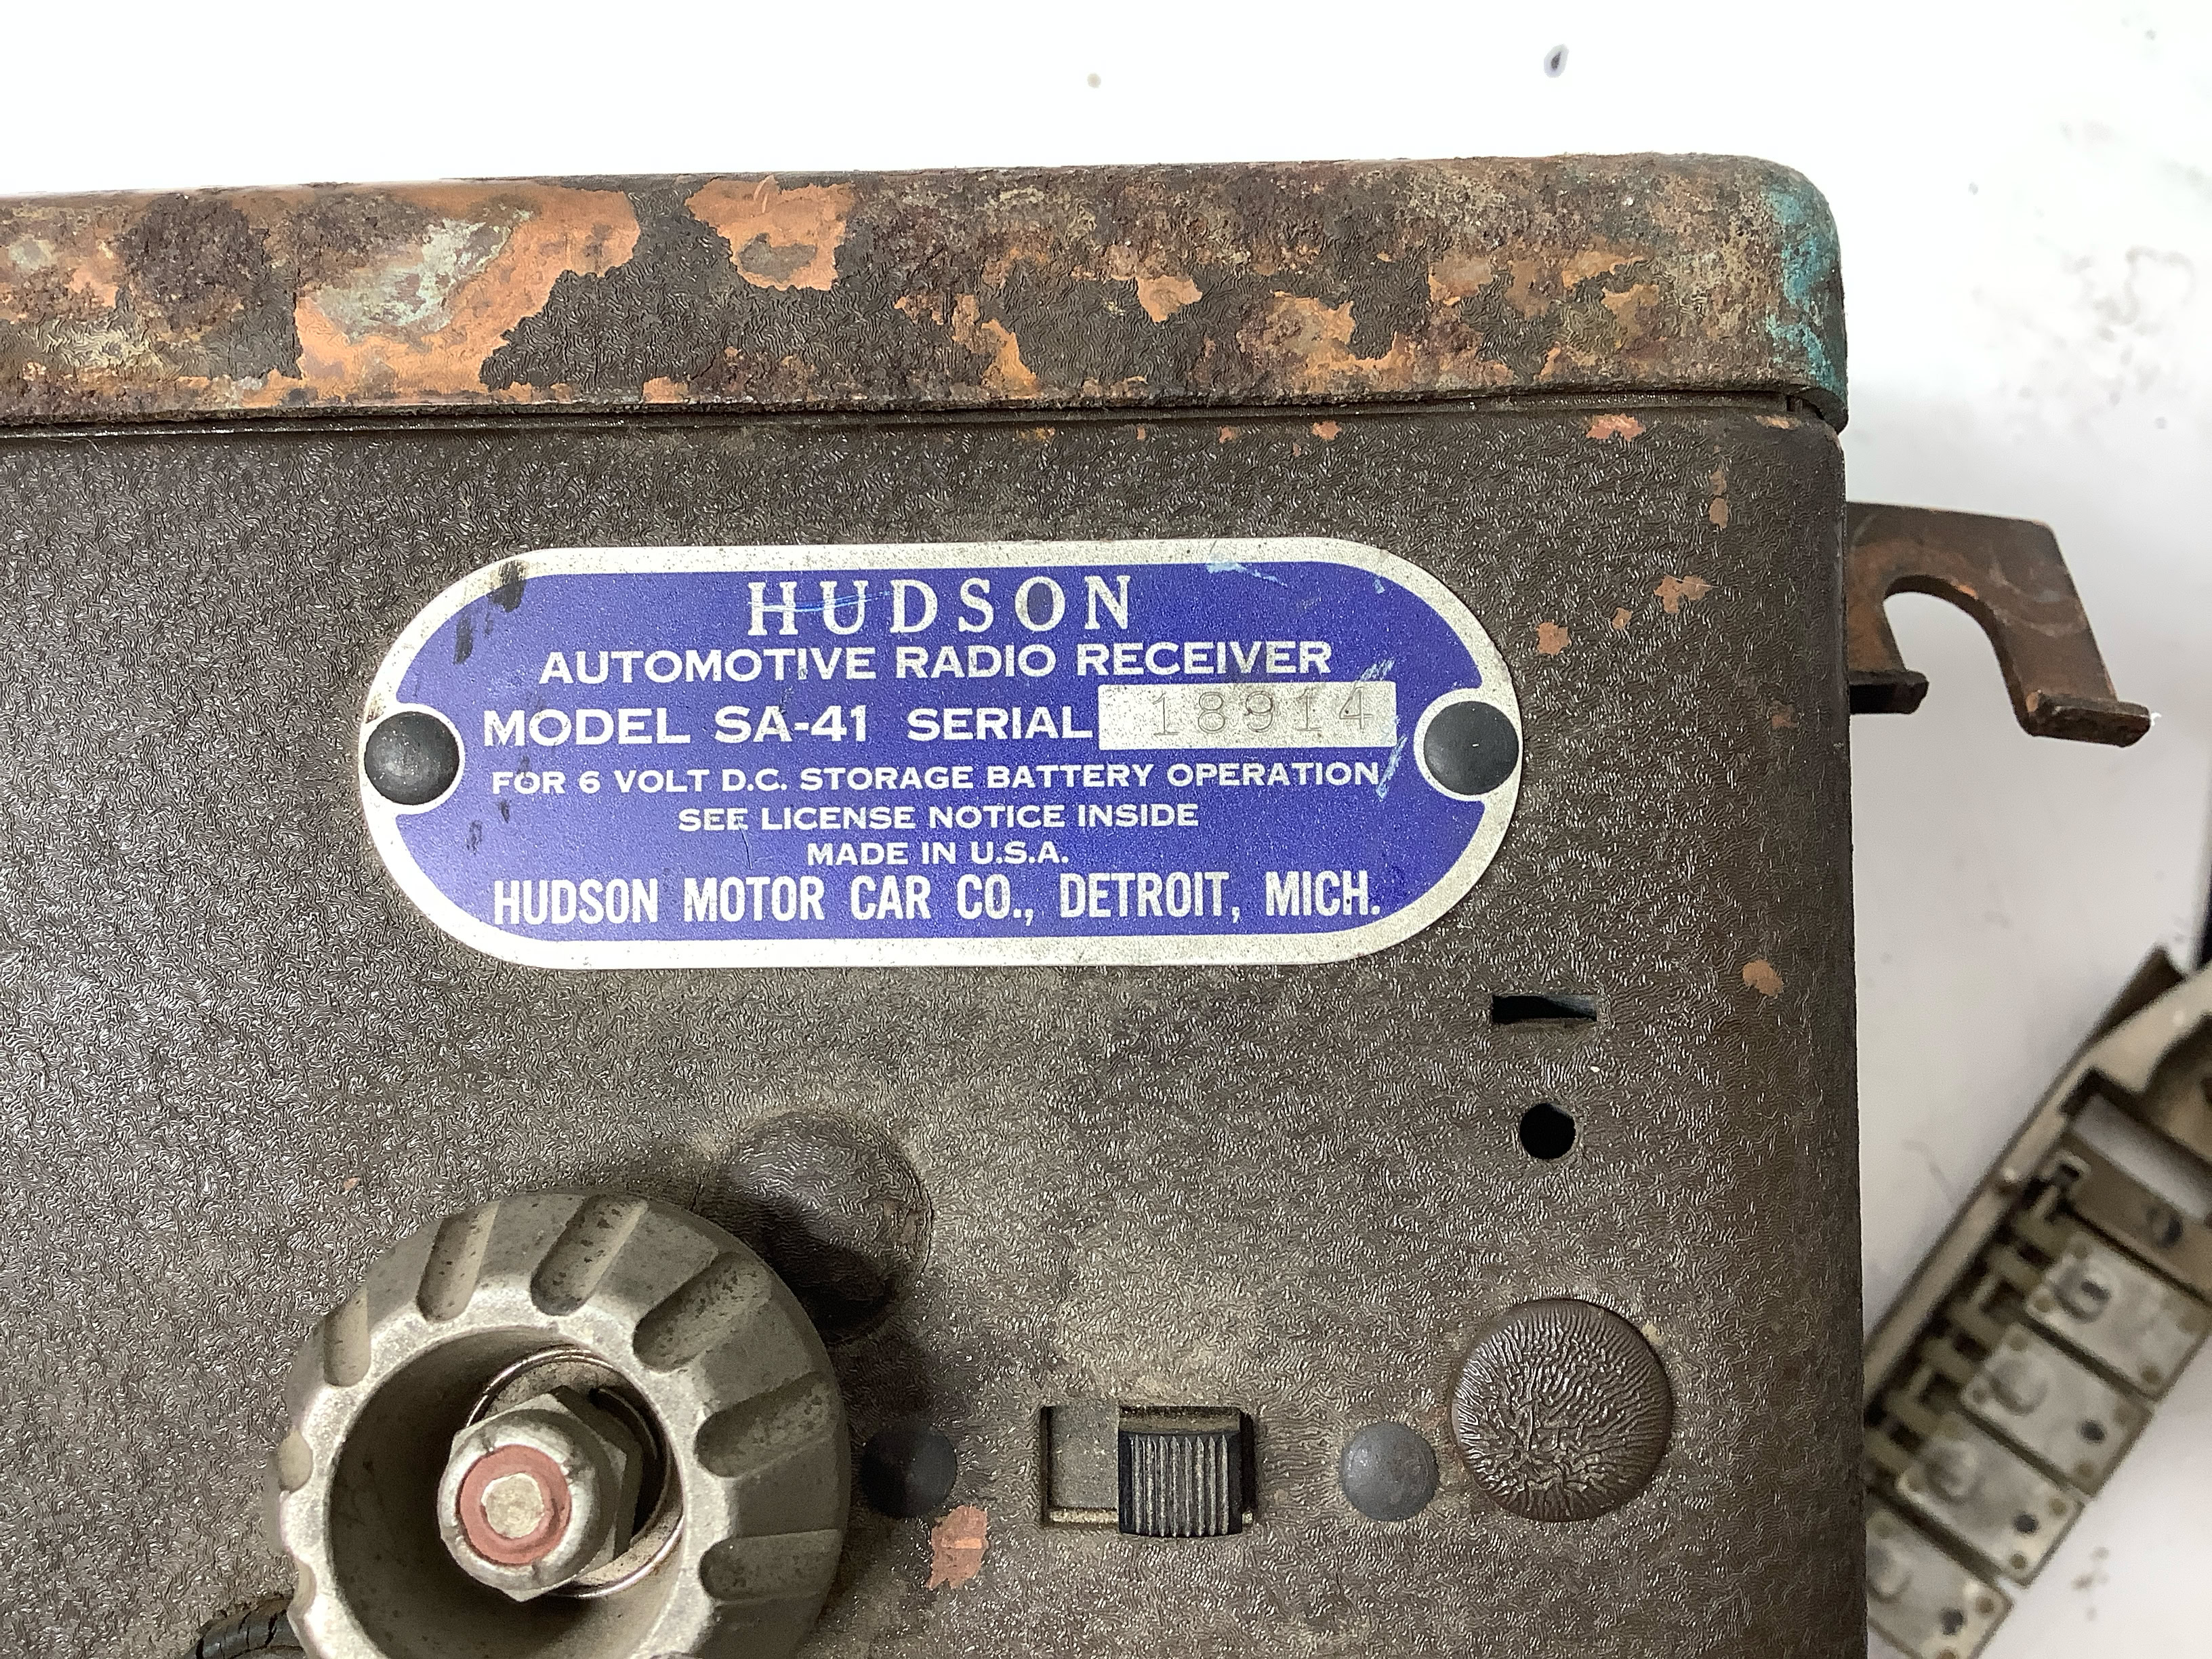 HUDSON
AUTOMOTIVE RADIO RECEIVER
MODEL SA-41 SERIAL 18914
FOR 6 VOLT D.C. STORAGE BATTERY OPERATION
SEE LICENSE NOTICE INSIDE
MADE IN U.S.A.
HUDSON MOTOR CAR CO., DETROIT, MICH.